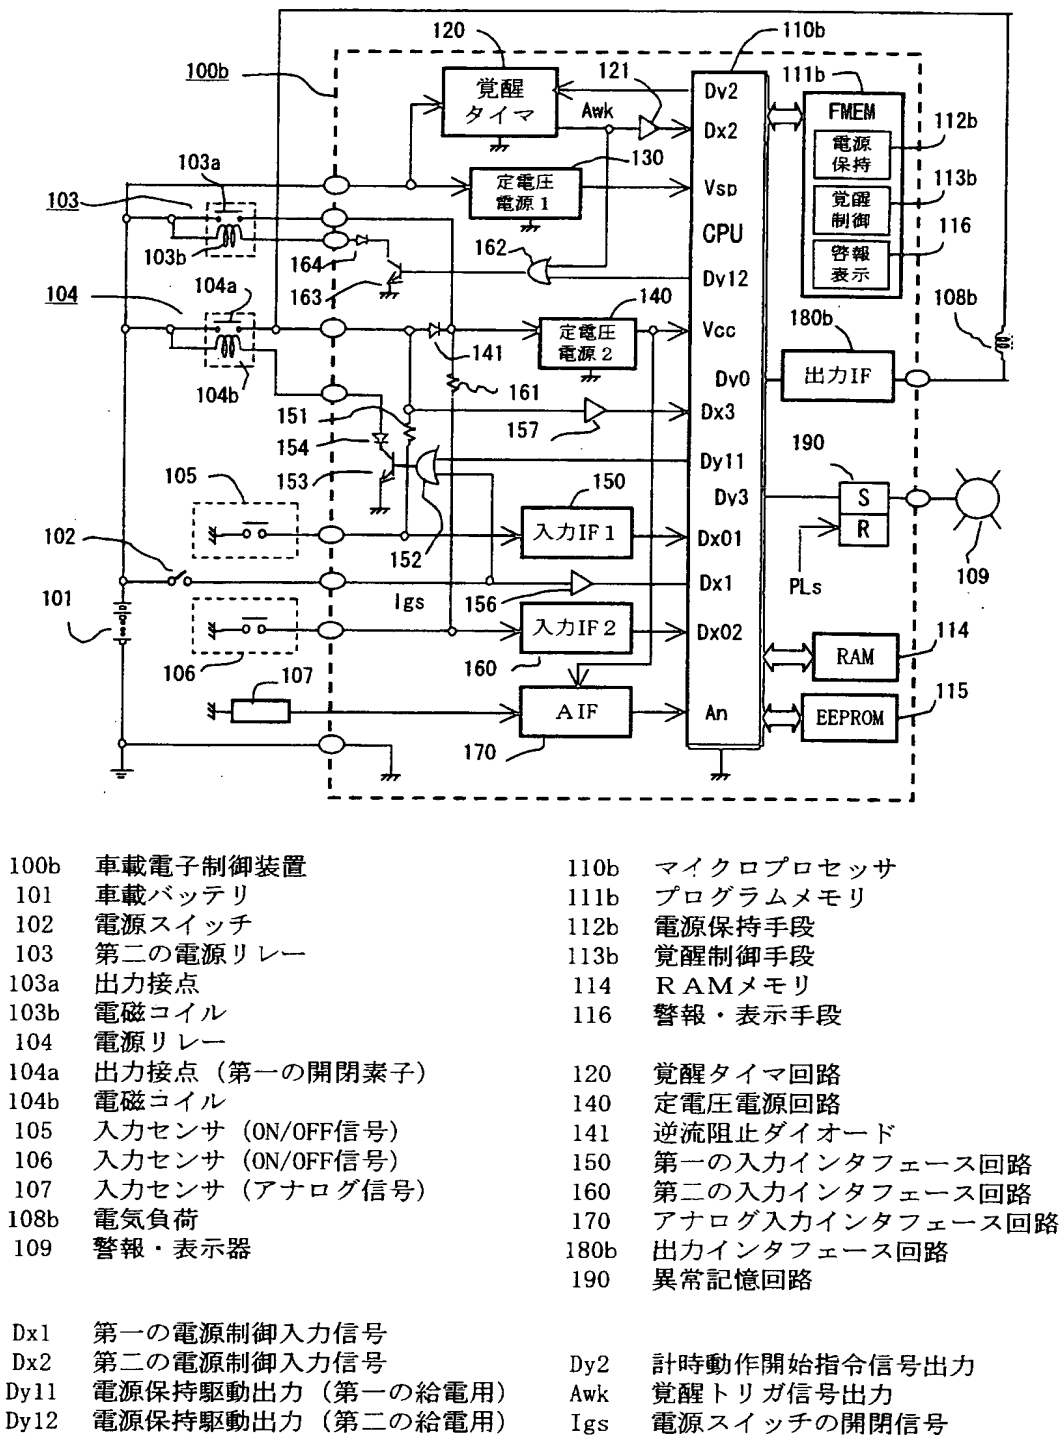 120
110b
100b
121
111b
覚醒
タイマ
Awk
Dy2
Dx2
FMEM
112b
電源
保持
103a
130
定電圧
電源1
Vsp
113b
覚醒
制御
103
CPU
116
警報
表示
103b
164
162
Dy12
163
104
104a
140
108b
定電圧
電源2
Vcc
180b
141
出力IF
Dy0
104b
161
151
157
Dx3
154
190
Dy11
153
105
150
Dy3
S
R
入力IF1
Dx01
102
152
109
PLs
Dx1
101
Igs
156
入力IF2
Dx02
114
RAM
106
160
107
115
AIF
An
EEPROM
170
100b 車載電子制御装置
101 車載バッテリ
102 電源スイッチ
103 第二の電源リレー
103a 出力接点
103b 電磁コイル
104 電源リレー
104a 出力接点(第一の開閉素子)
104b 電磁コイル
105 入力センサ(ON/OFF信号)
106 入力センサ(ON/OFF信号)
107 入力センサ(アナログ信号)
108b 電気負荷
109 警報・表示器
110b マイクロプロセッサ
111b プログラムメモリ
112b 電源保持手段
113b 覚醒制御手段
114 RAMメモリ
116 警報・表示手段
120 覚醒タイマ回路
140 定電圧電源回路
141 逆流阻止ダイオード
150 第一の入力インタフェース回路
160 第二の入力インタフェース回路
170 アナログ入力インタフェース回路
180b 出力インタフェース回路
190 異常記憶回路
Dx1 第一の電源制御入力信号
Dx2 第二の電源制御入力信号
Dy11 電源保持駆動出力(第一の給電用)
Dy12 電源保持駆動出力(第二の給電用)
Dy2 計時動作開始指令信号出力
Awk 覚醒トリガ信号出力
Igs 電源スイッチの開閉信号